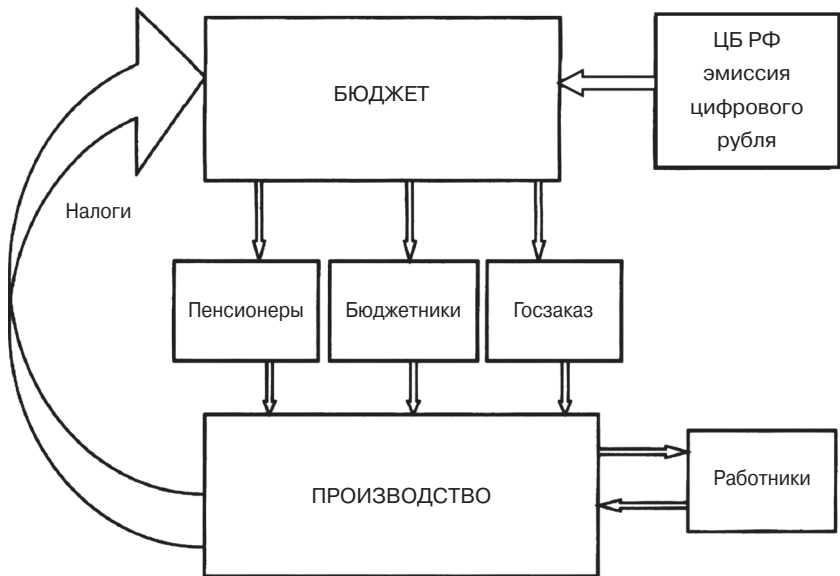 БЮДЖЕТ
ЦБ РФ
эмиссия
цифрового
рубля
Налоги
Пенсионеры
Бюджетники
Госзаказ
ПРОИЗВОДСТВО
Работники